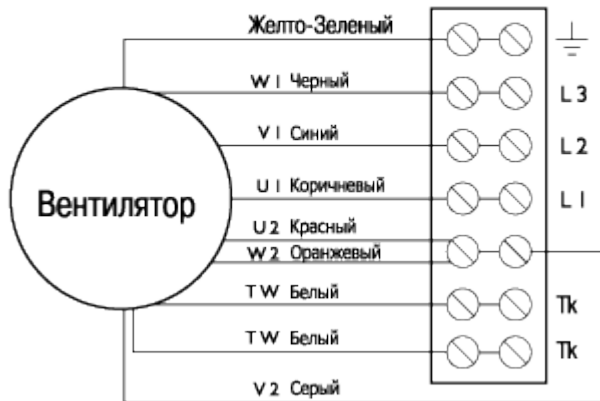 Желто-Зеленый
W1 Черный L3
V1 Синий L2
Вентилятор
U1 Коричневый L1
U2 Красный
W2 Оранжевый
TW Белый Tk
TW Белый Tk
V2 Серый